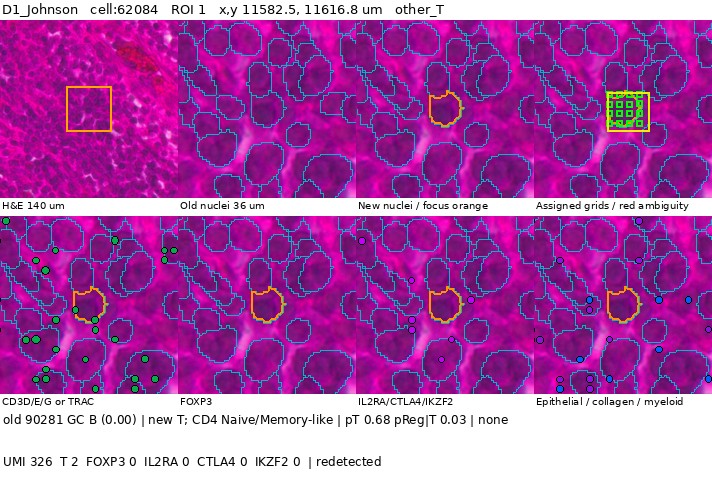 D1_Johnson   cell:62084   ROI 1   x,y 11582.5, 11616.8 um   other_T
H&E 140 um
Old nuclei 36 um
New nuclei / focus orange
Assigned grids / red ambiguity
CD3D/E/G or TRAC
FOXP3
IL2RA/CTLA4/IKZF2
Epithelial / collagen / myeloid
old 90281 GC B (0.00) | new T; CD4 Naive/Memory-like | pT 0.68 pReg|T 0.03 | none
UMI 326  T 2  FOXP3 0  IL2RA 0  CTLA4 0  IKZF2 0  | redetected